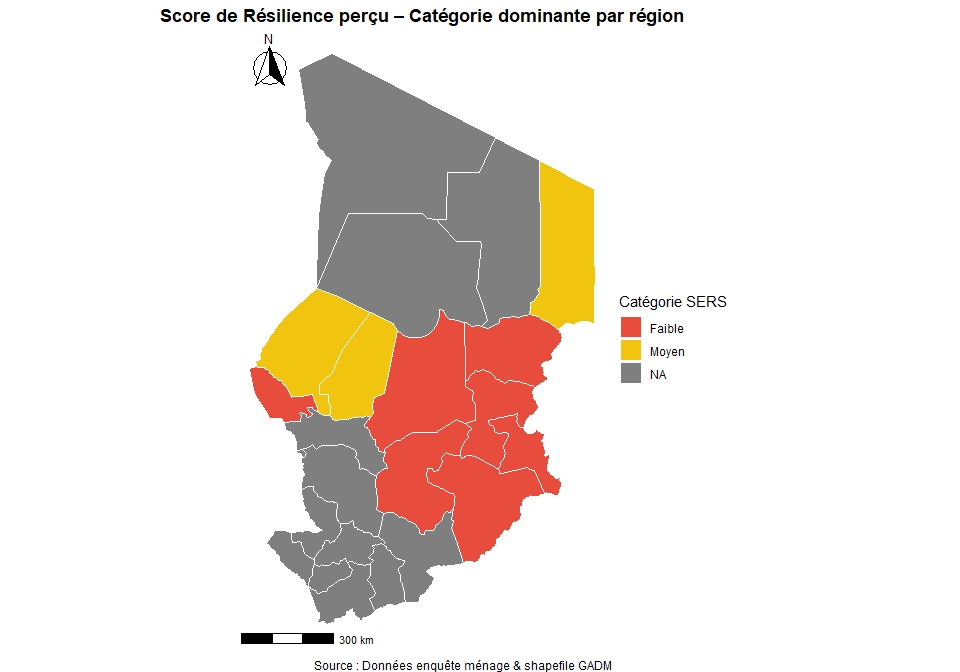 Score de Résilience perçu – Catégorie dominante par région
N
Catégorie SERS
Faible
Moyen
NA
300 km
Source : Données enquête ménage & shapefile GADM